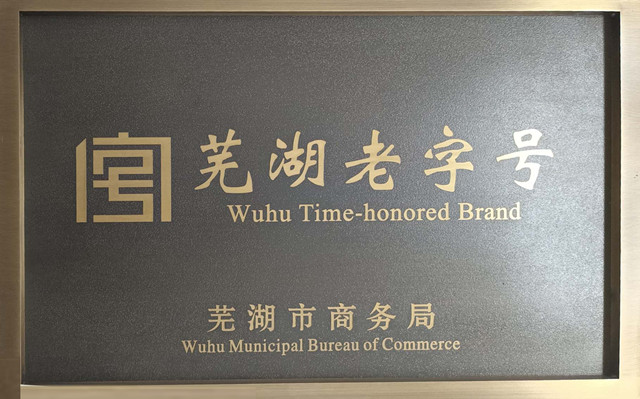 芜湖老字号
Wuhu Time-honored Brand
芜湖市商务局
Wuhu Municipal Bureau of Commerce